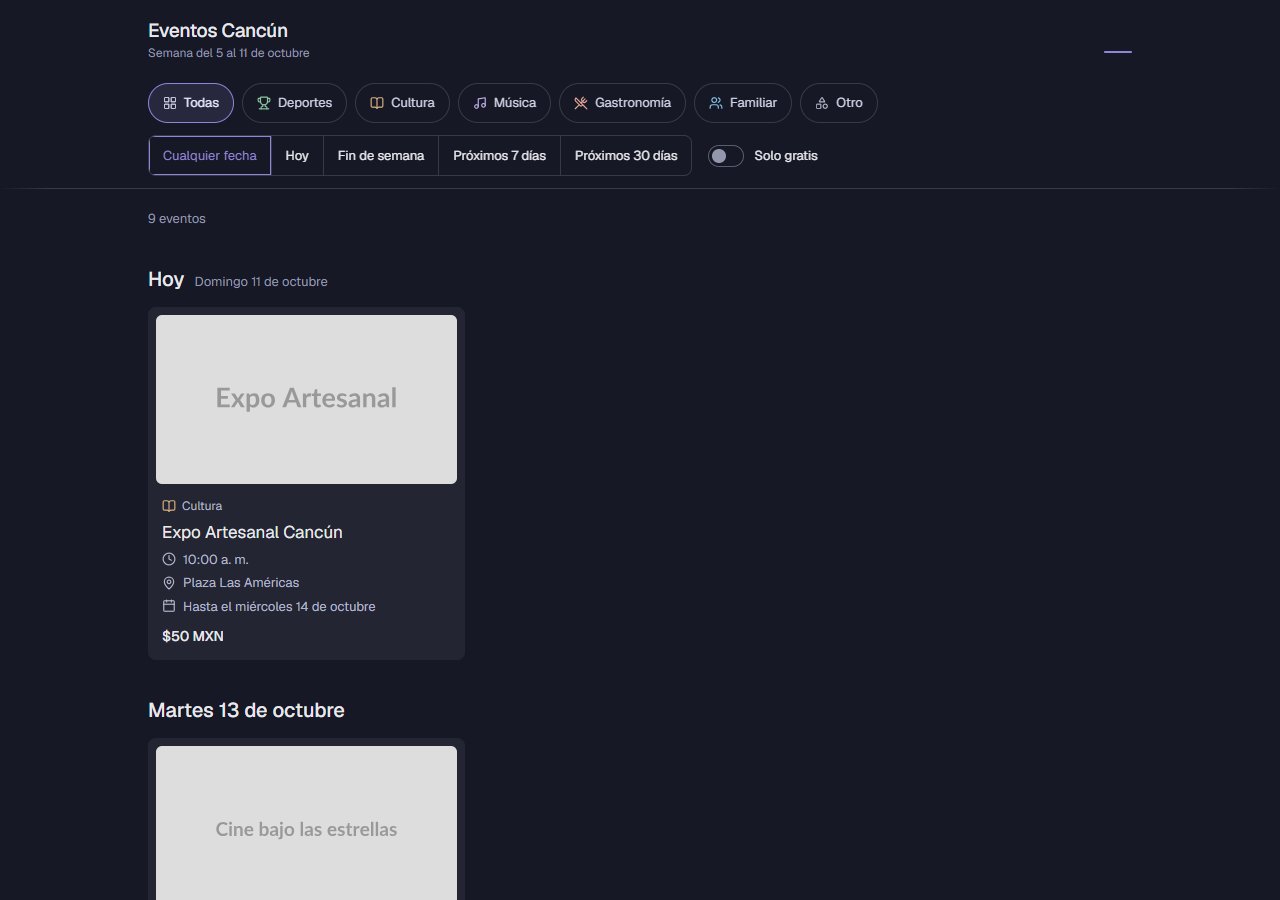 Eventos Cancún
Semana del 5 al 11 de octubre
Todas Deportes Cultura Música Gastronomía Familiar Otro
Cualquier fecha Hoy Fin de semana Próximos 7 días Próximos 30 días Solo gratis
9 eventos
Hoy Domingo 11 de octubre
Expo Artesanal
Cultura
Expo Artesanal Cancún
10:00 a. m.
Plaza Las Américas
Hasta el miércoles 14 de octubre
$50 MXN
Martes 13 de octubre
Cine bajo las estrellas